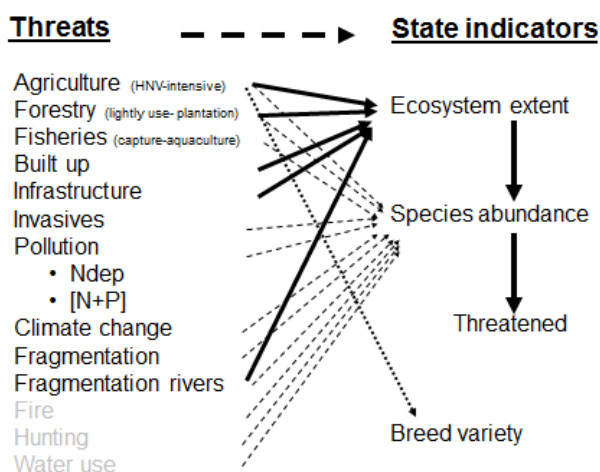 Threats
State indicators
Agriculture (HNV-intensive)
Forestry (lightly use- plantation)
Fisheries (capture-aquaculture)
Built up
Infrastructure
Invasives
Pollution
• Ndep
• [N+P]
Climate change
Fragmentation
Fragmentation rivers
Fire
Hunting
Water use
Ecosystem extent
Species abundance
Threatened
Breed variety